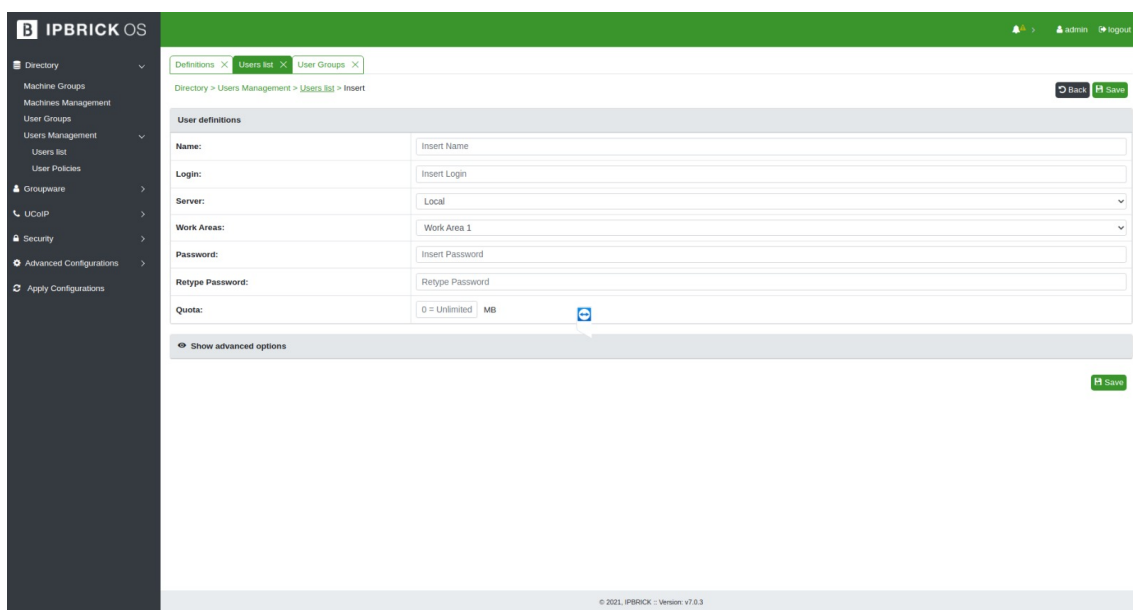 B IPBRICK OS
admin logout
Directory
Machine Groups
Machines Management
User Groups
Users Management
Users list
User Policies
Groupware
UCoIP
Security
Advanced Configurations
Apply Configurations
Definitions Users list User Groups
Directory > Users Management > Users list > Insert
Back Save
User definitions
Name: Insert Name
Login: Insert Login
Server: Local
Work Areas: Work Area 1
Password: Insert Password
Retype Password: Retype Password
Quota: 0 = Unlimited MB
Show advanced options
Save
© 2021, IPBRICK :: Version: v7.0.3